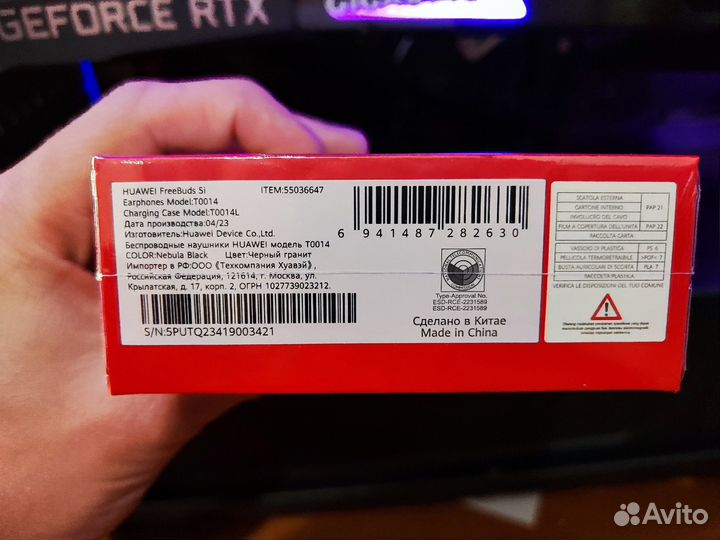 GEFORCE RTX
HUAWEI FreeBuds 5i ITEM:55036647
Earphones Model:T0014
Charging Case Model:T0014L
Дата производства:04/23
Изготовитель:Huawei Device Co.,Ltd.
Беспроводные наушники HUAWEI модель T0014
COLOR:Nebula Black Цвет:Черный гранит
Импортер в РФ:ООО «Техкомпания Хуавэй» ,
Российская Федерация, 121614, г. Москва, ул.
Крылатская, д. 17, корп. 2, ОГРН 1027739023212.
S/N:5PUTQ23419003421
6 941487 282630
Type-Approval No.
ESD-RCE-2231589
ESD-RCE-2231589
Сделано в Китае
Made in China
SCATOLA ESTERNA
CARTONE INTERNO PAP 21
INVOLUCRO DEL CAVO
FILM A COPERTURA DELL'UNITÀ PAP 22
RACCOLTA CARTA
VASSOIO DI PLASTICA PS 6
PELLICOLA TERMORETRAIBILE >POF< 7
BUSTA AURICOLARI DI SCORTA PLA 7
RACCOLTA PLASTICA
VERIFICA LE DISPOSIZIONI DEL TUO COMUNE
Avito